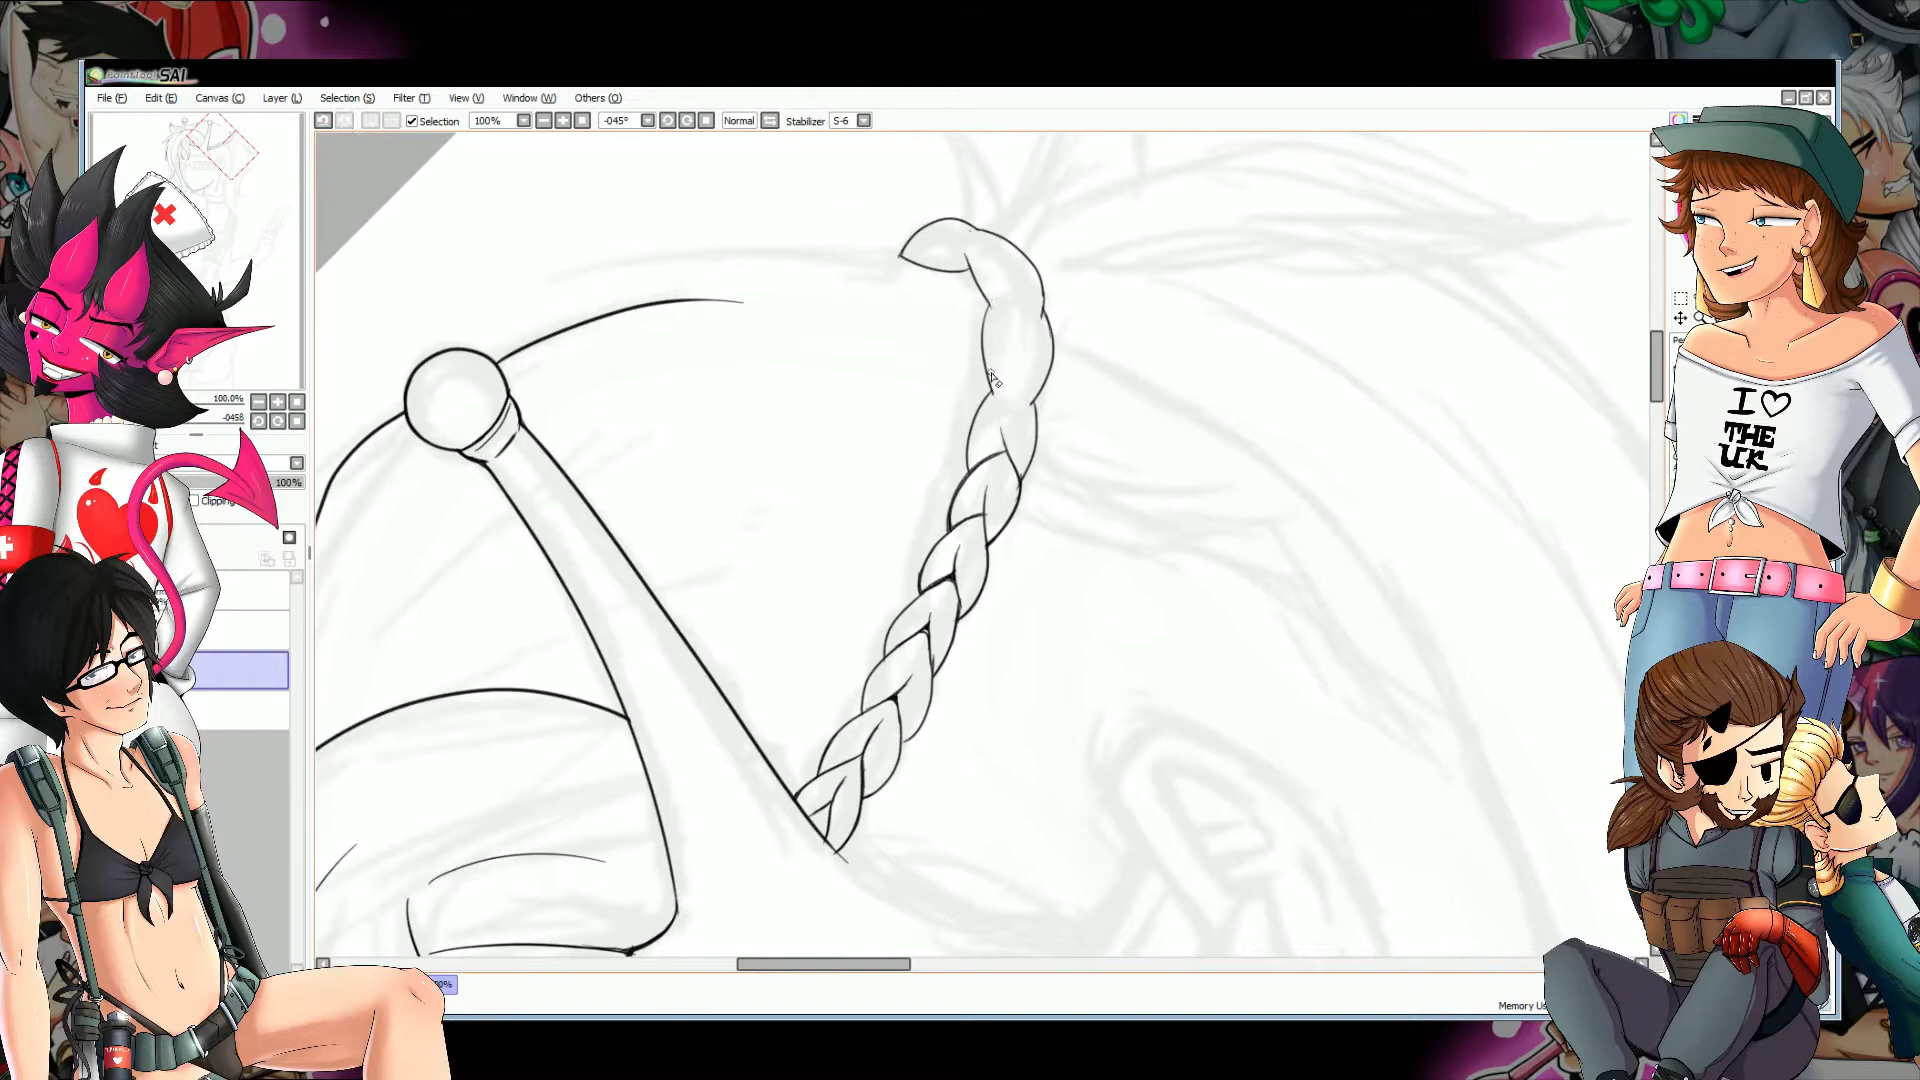 PaintTool SAI
File (F) Edit (E) Canvas (C) Layer (L) Selection (S) Filter (T) View (V) Window (W) Others (O)
Selection 100% -045° Normal Stabilizer S-6
100.0%
100%
Clipping
I ♡
THE
UK
Memory Us